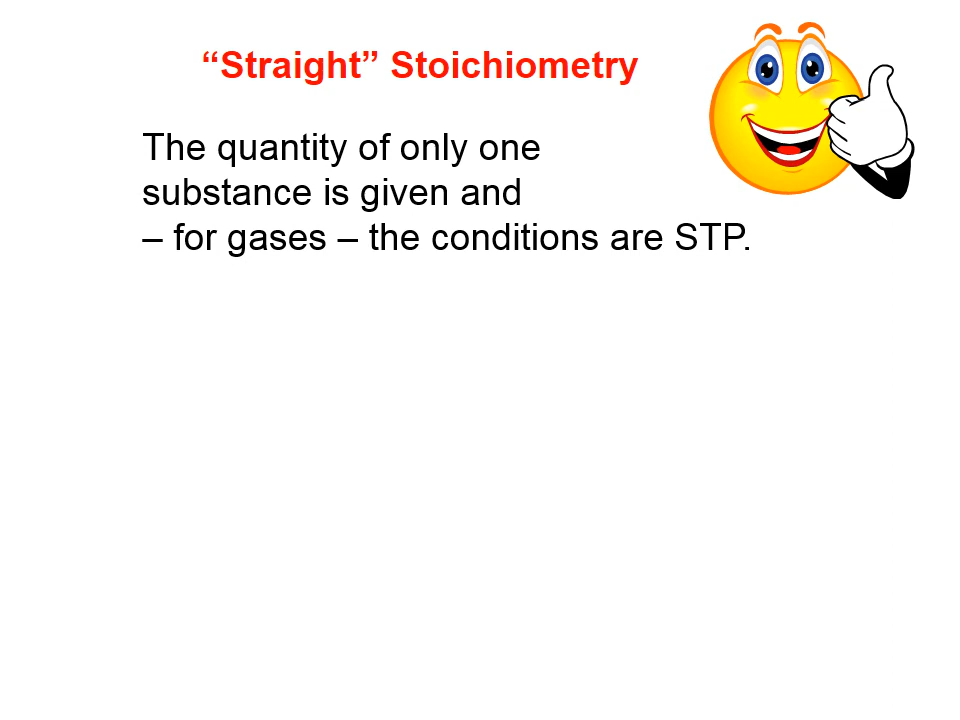 “Straight” Stoichiometry
The quantity of only one
substance is given and
– for gases – the conditions are STP.